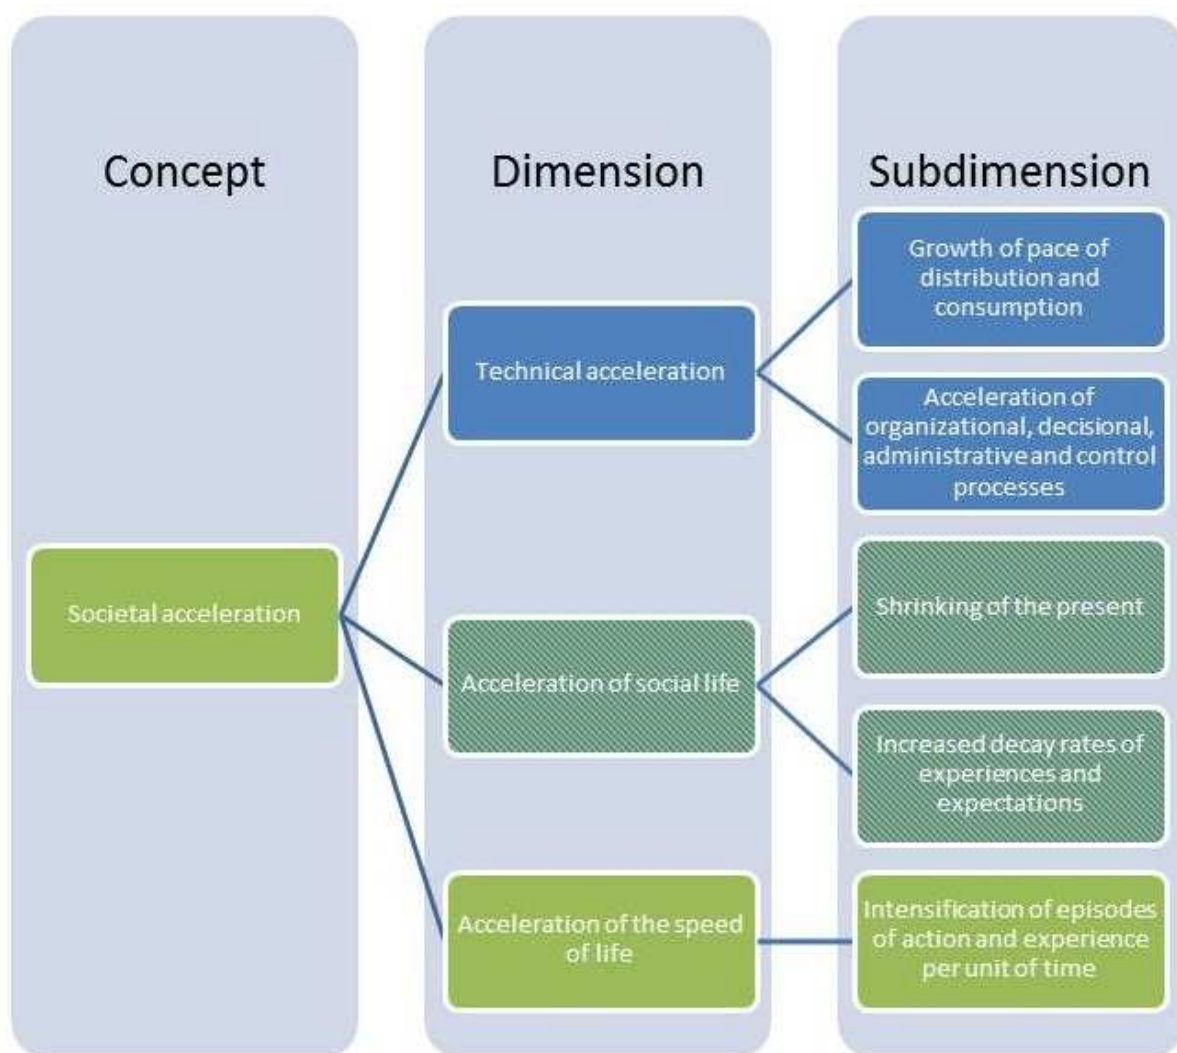 Concept
Dimension
Subdimension
Societal acceleration
Technical acceleration
Acceleration of social life
Acceleration of the speed
of life
Growth of pace of
distribution and
consumption
Acceleration of
organizational, decisional,
administrative and control
processes
Shrinking of the present
Increased decay rates of
experiences and
expectations
Intensification of episodes
of action and experience
per unit of time